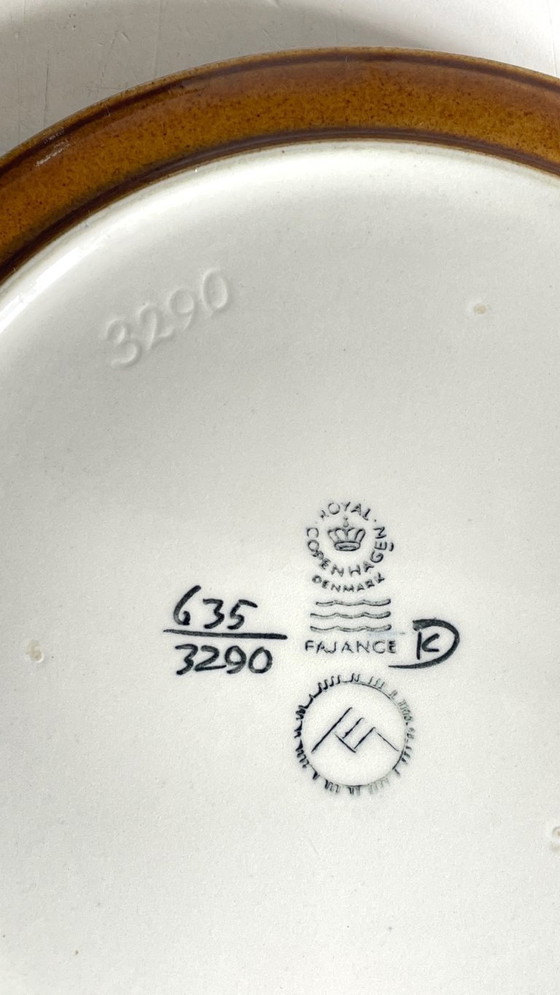 3290
ROYAL
COPENHAGEN
DENMARK
635
3290
FAJANCE
K